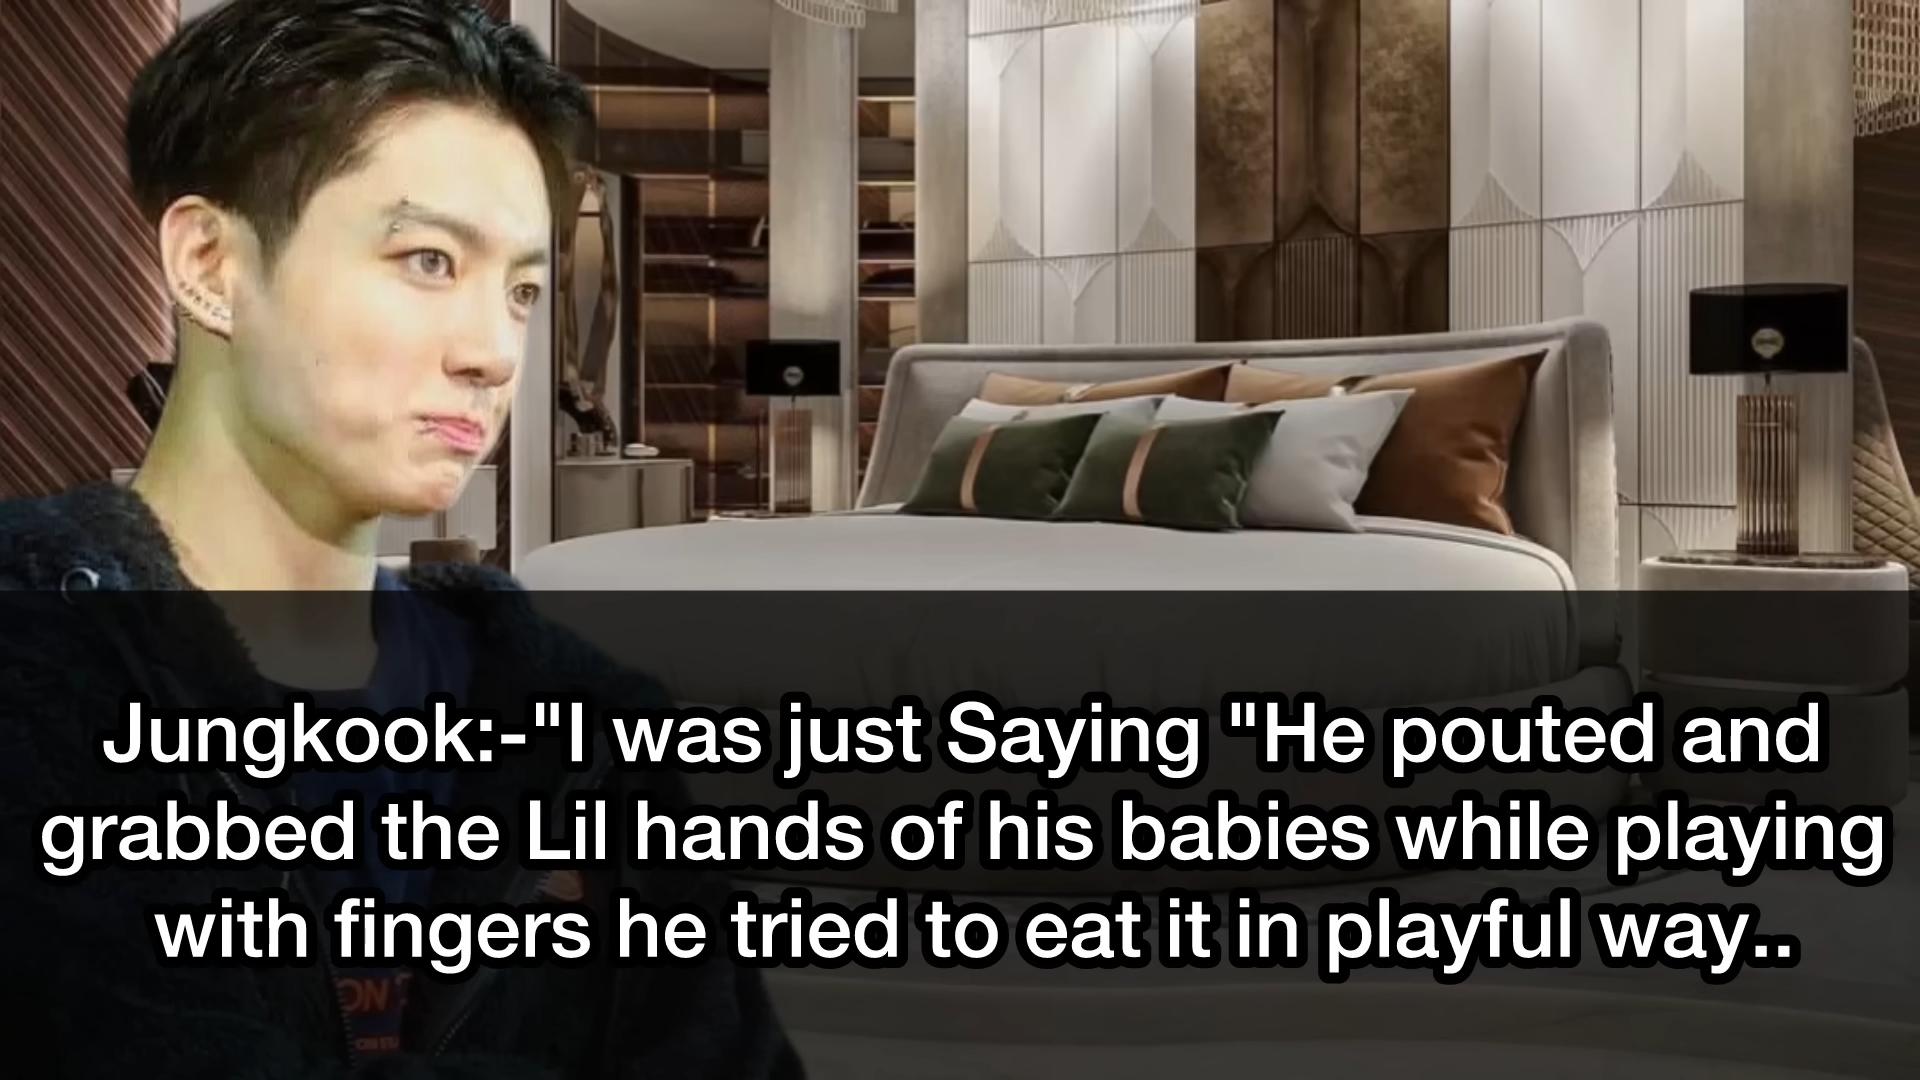 Jungkook:-"I was just Saying "He pouted and
grabbed the Lil hands of his babies while playing
with fingers he tried to eat it in playful way..
ON